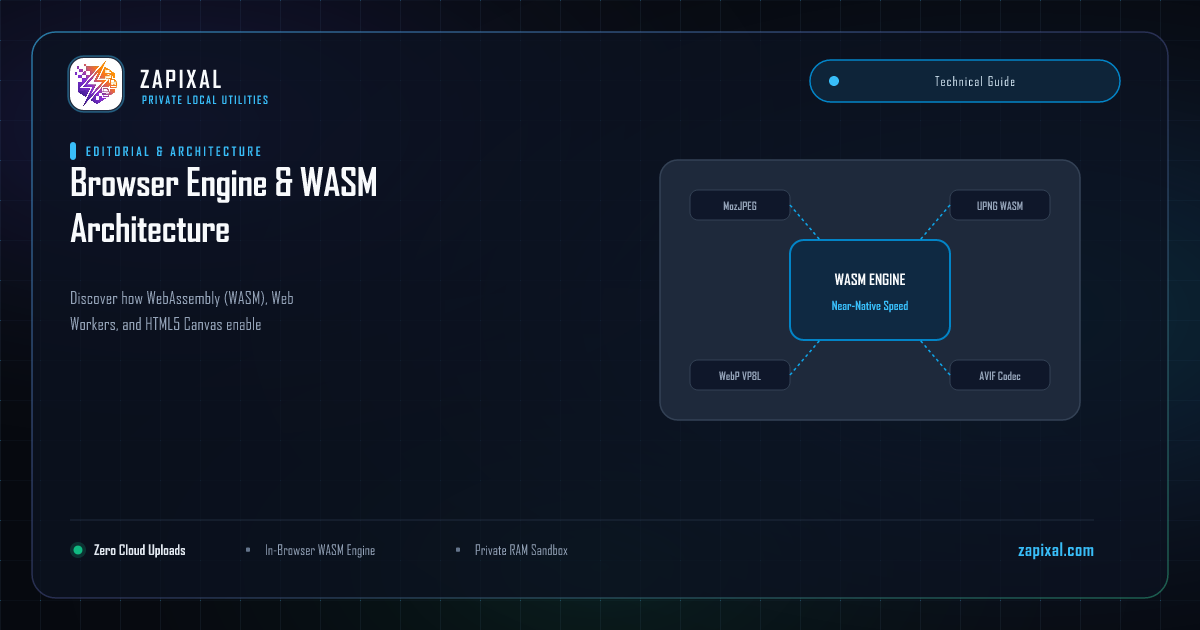 ZAPIXAL
PRIVATE LOCAL UTILITIES
Technical Guide
EDITORIAL & ARCHITECTURE
Browser Engine & WASM
Architecture
Discover how WebAssembly (WASM), Web
Workers, and HTML5 Canvas enable
MozJPEG
UPNG WASM
WASM ENGINE
Near-Native Speed
WebP VP8L
AVIF Codec
Zero Cloud Uploads
In-Browser WASM Engine
Private RAM Sandbox
zapixal.com